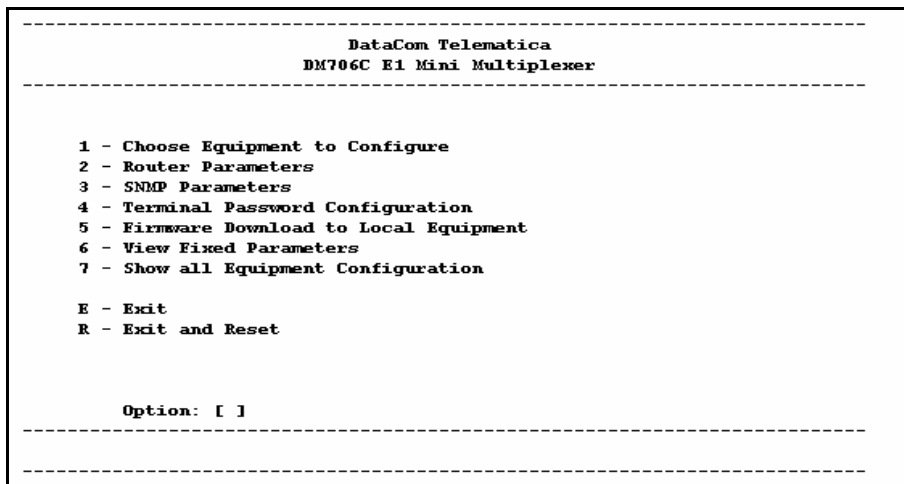 DataCom Telematica
DM706C E1 Mini Multiplexer
1 - Choose Equipment to Configure
2 - Router Parameters
3 - SNMP Parameters
4 - Terminal Password Configuration
5 - Firmware Download to Local Equipment
6 - View Fixed Parameters
7 - Show all Equipment Configuration
E - Exit
R - Exit and Reset
Option: [ ]